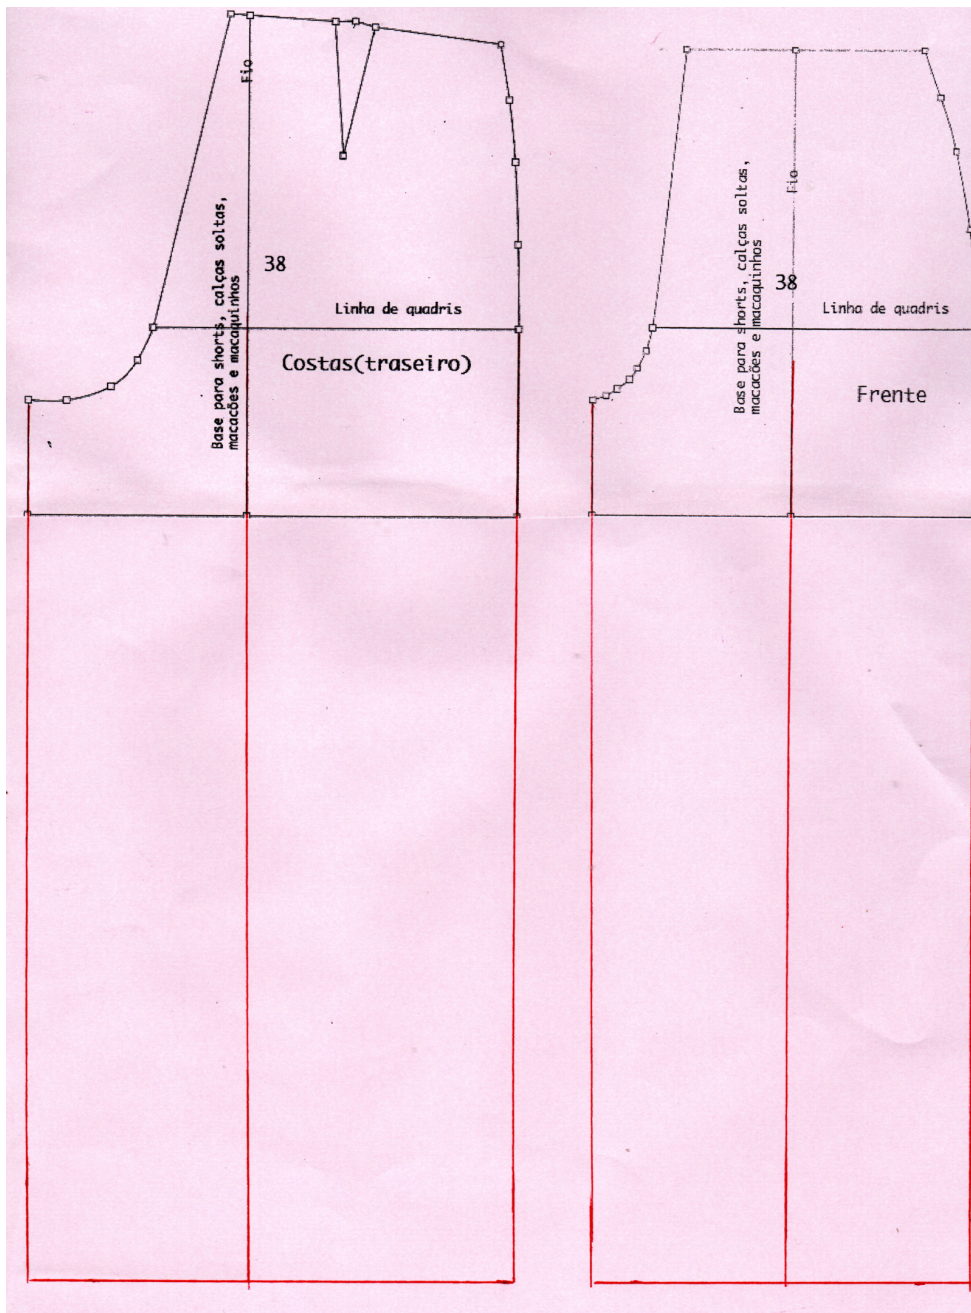 Fio
Base para shorts, calças soltas,
macacões e macaquinhos
38
Linha de quadris
Costas(traseiro)
Fio
Base para shorts, calças soltas,
macacões e macaquinhos
38
Linha de quadris
Frente